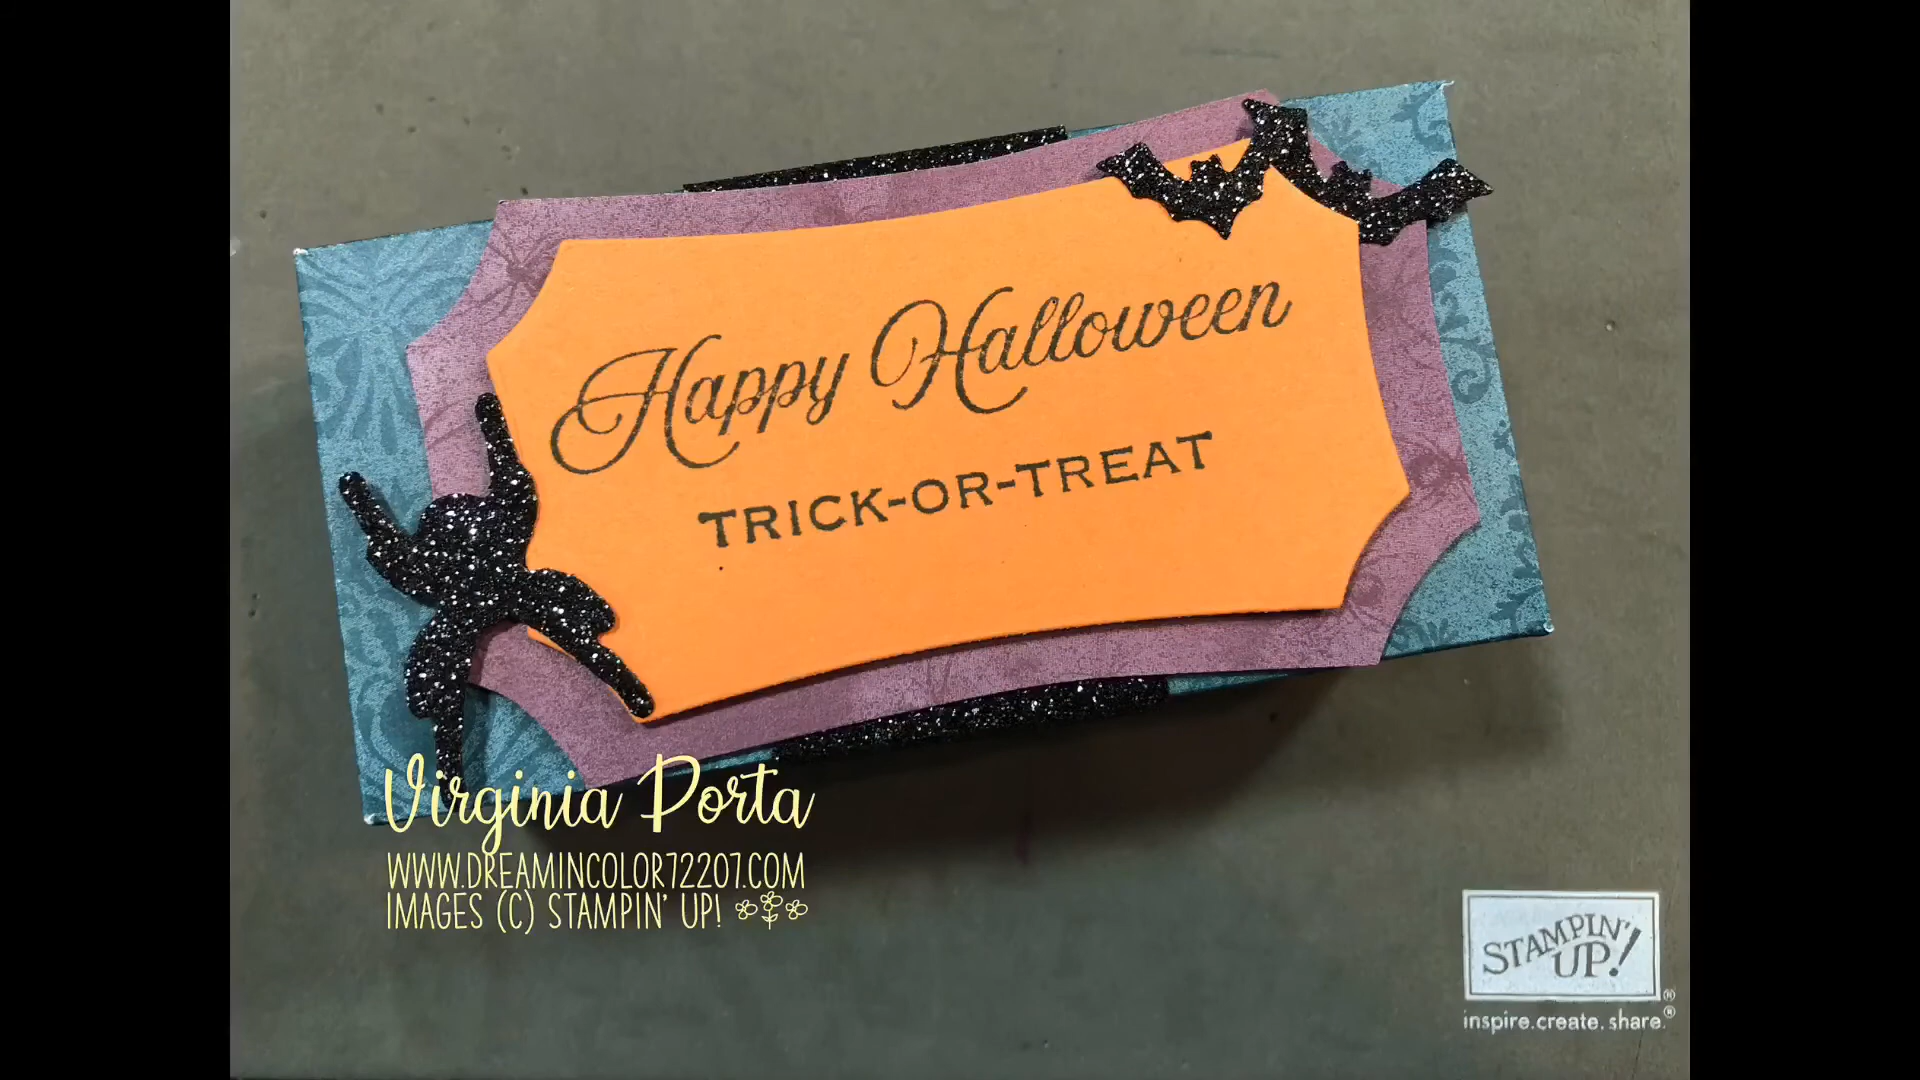 Happy Halloween
TRICK-OR-TREAT
Virginia Porta
WWW.DREAMINCOLOR72207.COM
IMAGES (C) STAMPIN' UP!
STAMPIN'
UP!®
inspire.create.share.®